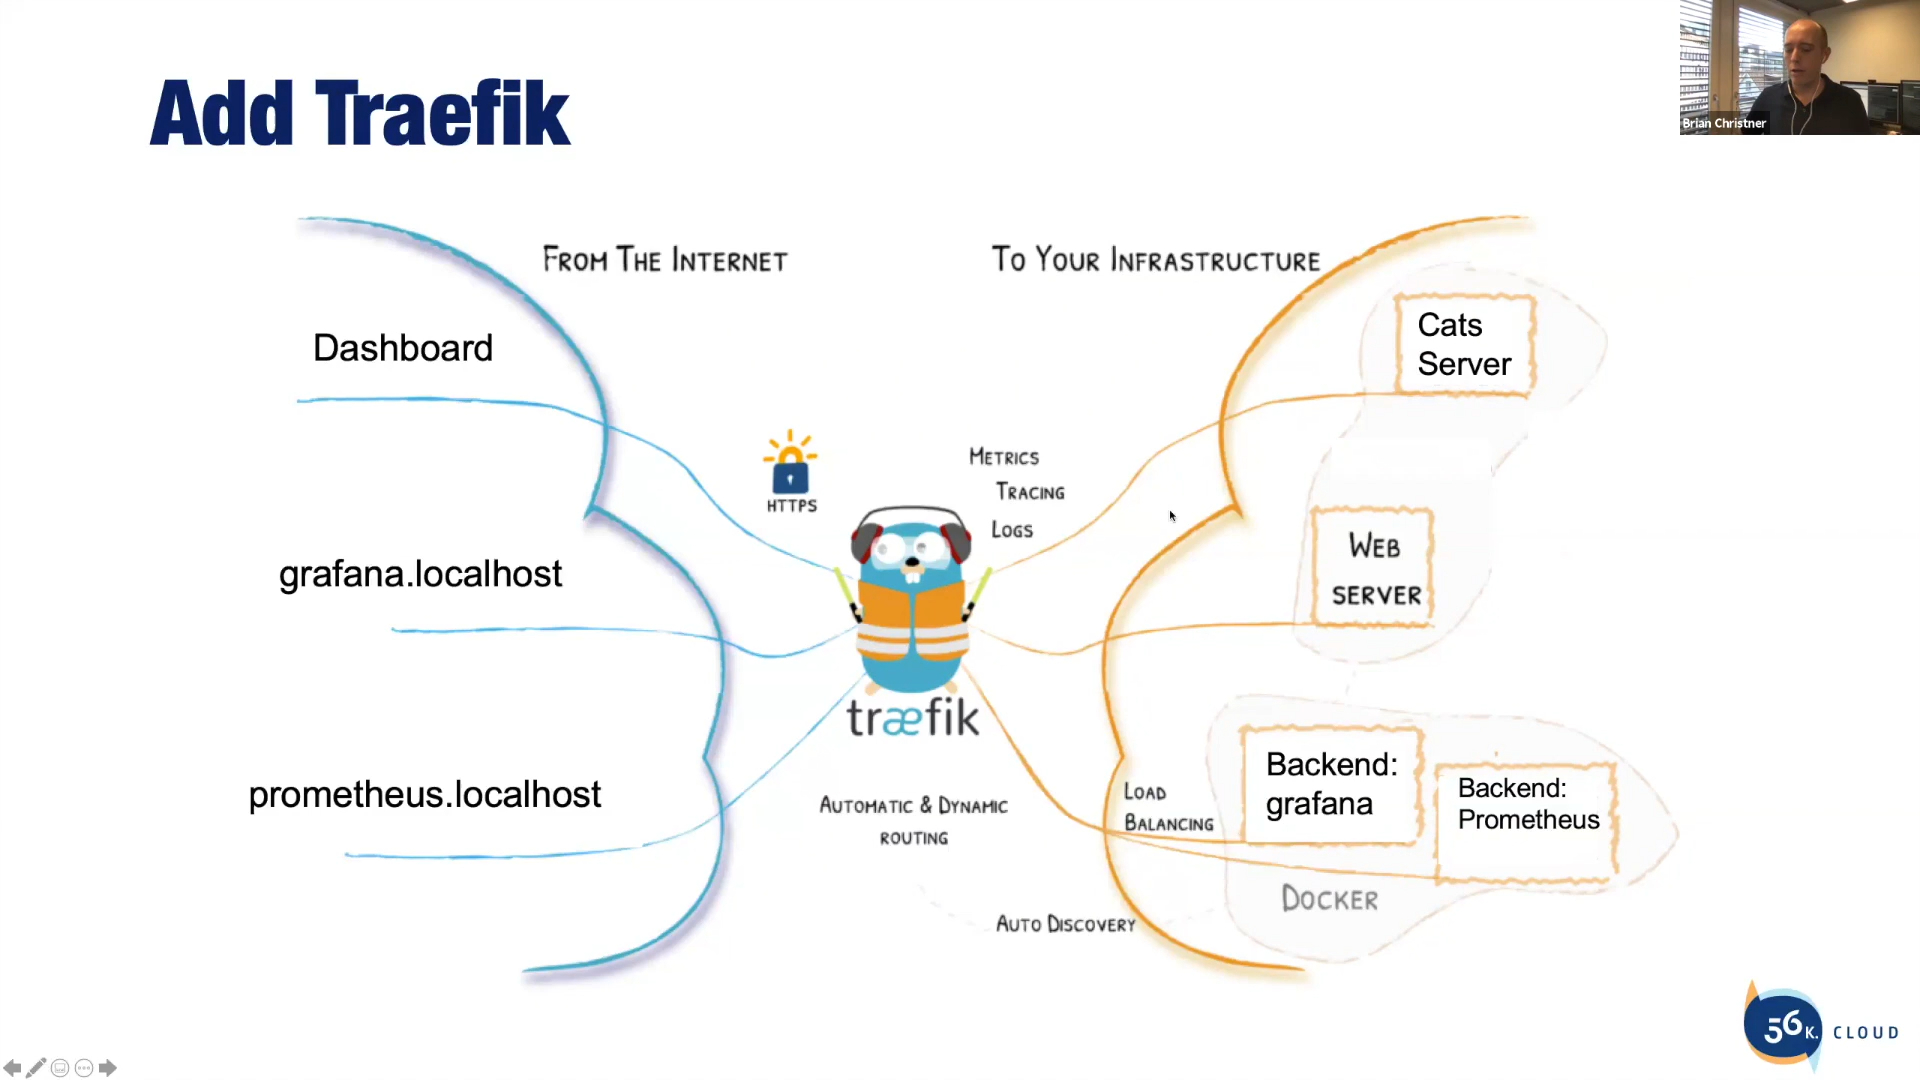 Add Traefik
Brian Christner
FROM THE INTERNET
TO YOUR INFRASTRUCTURE
Dashboard
Cats
Server
HTTPS
METRICS
TRACING
LOGS
grafana.localhost
WEB
SERVER
træfik
prometheus.localhost
AUTOMATIC & DYNAMIC
ROUTING
LOAD
BALANCING
Backend:
grafana
Backend:
Prometheus
DOCKER
AUTO DISCOVERY
56K. CLOUD